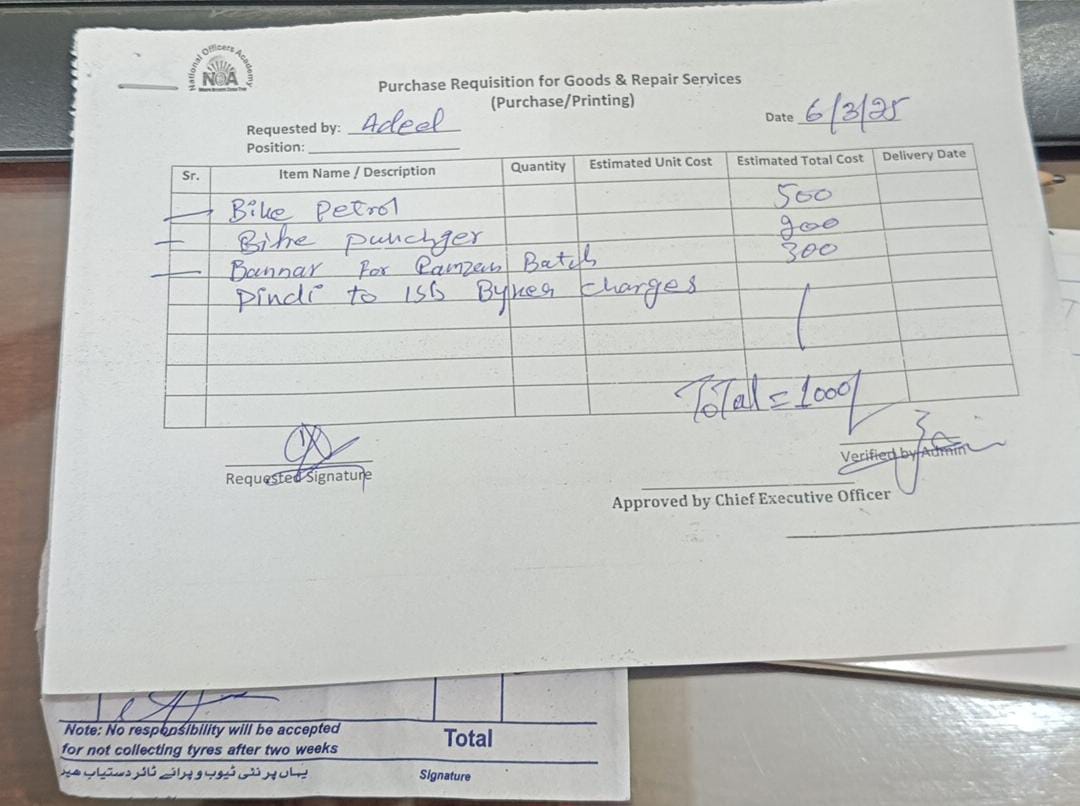 National Officers Academy
NOA
Purchase Requisition for Goods & Repair Services
(Purchase/Printing)
Requested by: Adeel
Date 6/3/25
Position:
Sr. Item Name / Description Quantity Estimated Unit Cost Estimated Total Cost Delivery Date
Bike Petrol 500
Bike punchger 200
Bannar For Ramzan Batch 300
Pindi to ISB Bykea charges
Total = 1000/
Requested Signature
Verified by Admin
Approved by Chief Executive Officer
Note: No responsibility will be accepted
for not collecting tyres after two weeks
Total
یہاں پر نئی ٹیوب و پرانے ٹائر دستیاب ھیں
Signature